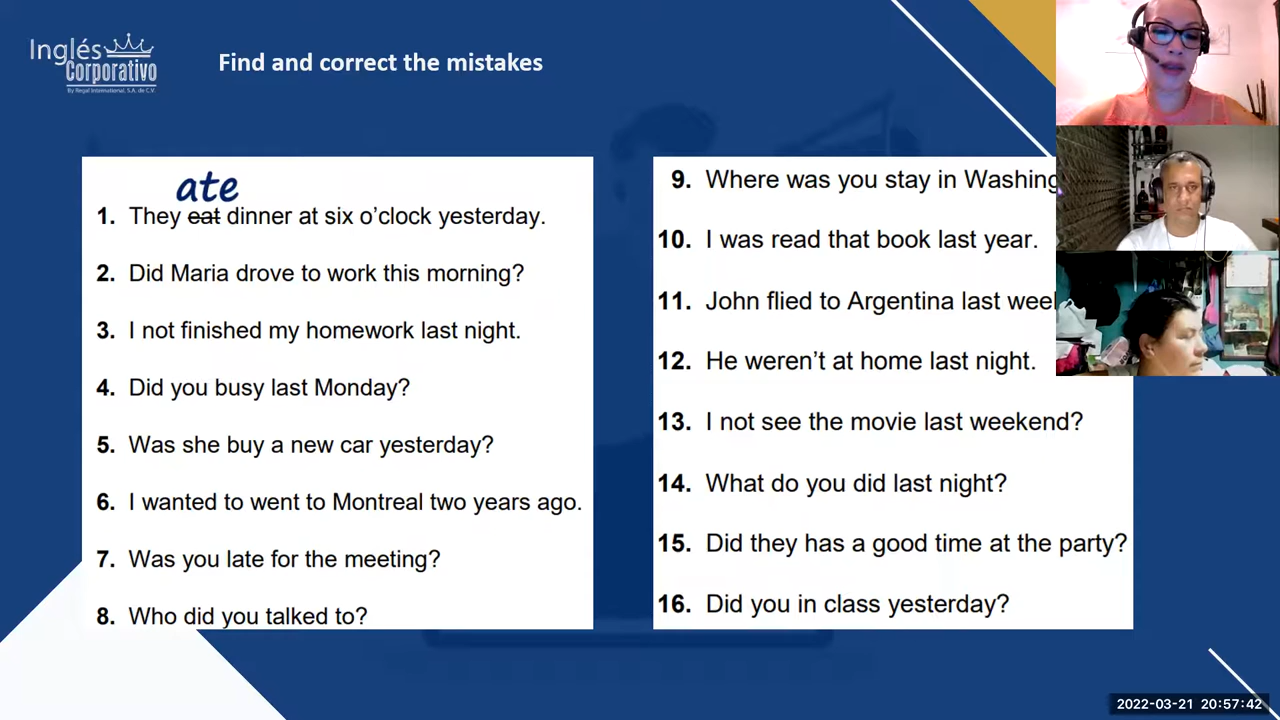 Inglés
Corporativo
By Regal International, S.A. de C.V.
Find and correct the mistakes
ate
1. They eat dinner at six o’clock yesterday.
2. Did Maria drove to work this morning?
3. I not finished my homework last night.
4. Did you busy last Monday?
5. Was she buy a new car yesterday?
6. I wanted to went to Montreal two years ago.
7. Was you late for the meeting?
8. Who did you talked to?
9. Where was you stay in Washing
10. I was read that book last year.
11. John flied to Argentina last week
12. He weren’t at home last night.
13. I not see the movie last weekend?
14. What do you did last night?
15. Did they has a good time at the party?
16. Did you in class yesterday?
2022-03-21 20:57:42